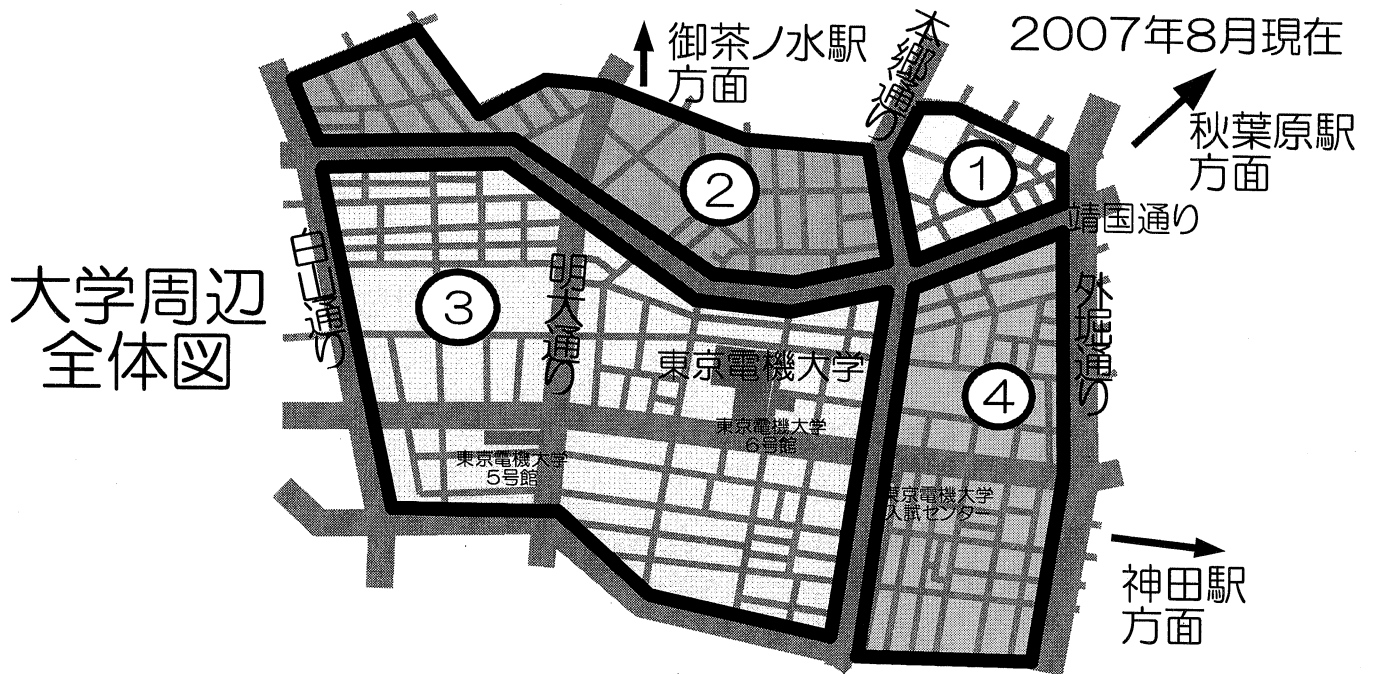 2007年8月現在
御茶ノ水駅
方面
本郷通り
秋葉原駅
方面
①
②
靖国通り
大学周辺
全体図
白山通り
明大通り
外堀通り
③
東京電機大学
④
東京電機大学
6号館
東京電機大学
5号館
東京電機大学
入試センター
神田駅
方面